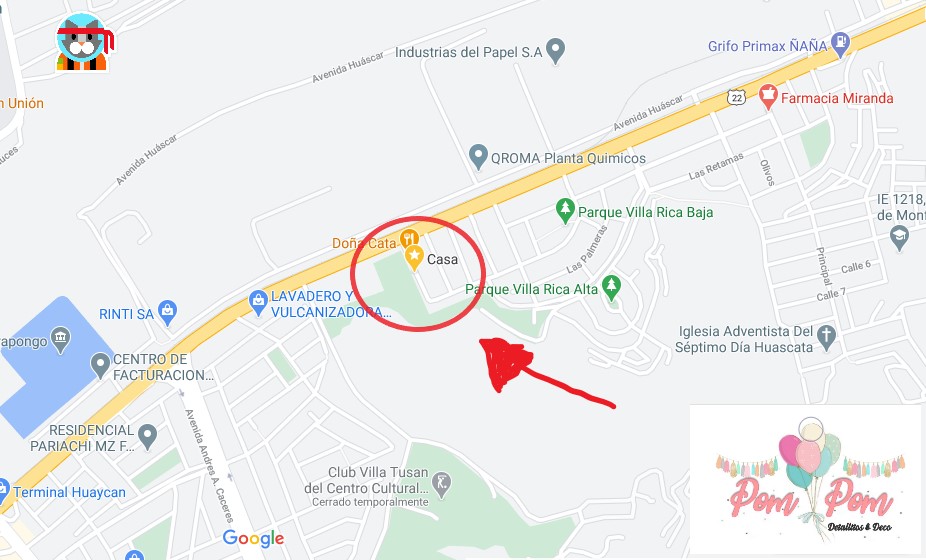 Industrias del Papel S.A
Grifo Primax ÑAÑA
Avenida Huáscar
22
Farmacia Miranda
n Unión
Avenida Huáscar
Avenida Huáscar
QROMA Planta Quimicos
Las Retamas
Olivos
IE 1218,
de Mont
Parque Villa Rica Baja
Doña Cata
Casa
Las Palmeras
Principal
Calle 6
Calle 7
Parque Villa Rica Alta
LAVADERO Y
VULCANIZADORA...
RINTI SA
apongo
CENTRO DE
FACTURACION...
Iglesia Adventista Del
Séptimo Día Huascata
Avenida Andres A. Caceres
RESIDENCIAL
PARIACHI MZ F...
Club Villa Tusan
del Centro Cultural...
Cerrado temporalmente
Terminal Huaycan
Google
Pom Pom
Detallitos & Deco